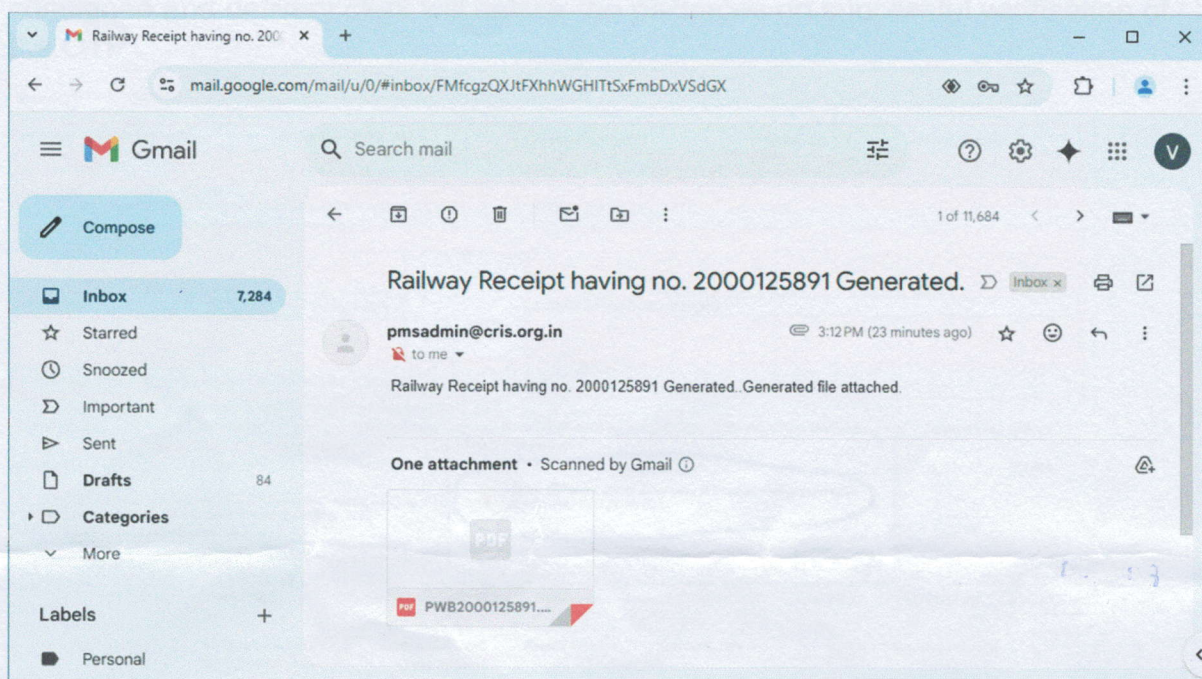 Railway Receipt having no. 200
mail.google.com/mail/u/0/#inbox/FMfcgzQXJtFXhhWGHITtSxFmbDxVSdGX
Gmail
Search mail
V
Compose
1 of 11,684
Railway Receipt having no. 2000125891 Generated.
Inbox x
Inbox 7,284
pmsadmin@cris.org.in
3:12 PM (23 minutes ago)
Starred
to me
Snoozed
Railway Receipt having no. 2000125891 Generated..Generated file attached.
Important
Sent
One attachment • Scanned by Gmail
Drafts 84
Categories
PDF
More
PDF PWB2000125891....
Labels
Personal